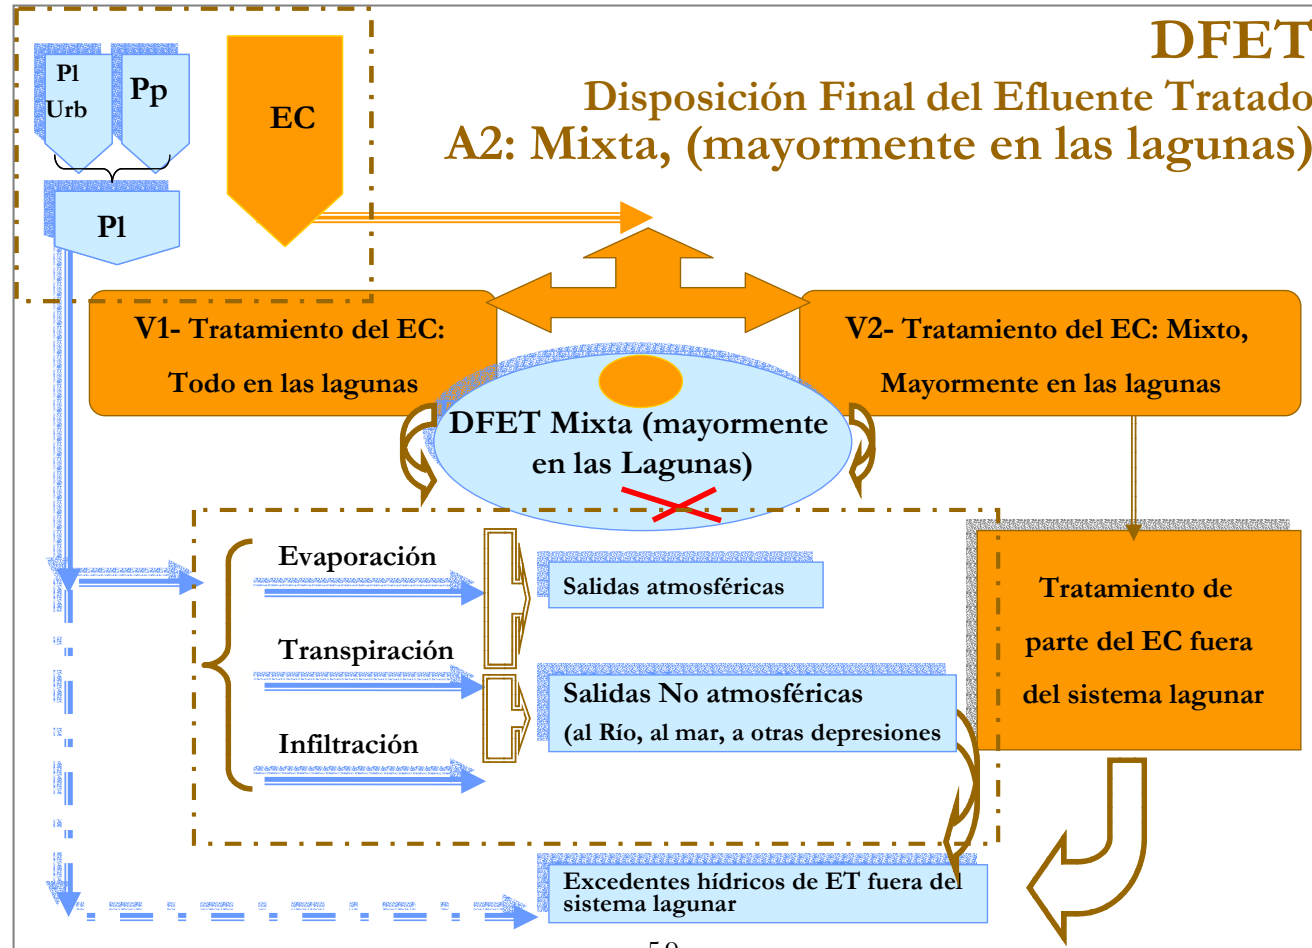 DFET
Disposición Final del Efluente Tratado
A2: Mixta, (mayormente en las lagunas)
Pl
Urb
Pp
EC
Pl
V1- Tratamiento del EC:
Todo en las lagunas
V2- Tratamiento del EC: Mixto,
Mayormente en las lagunas
DFET Mixta (mayormente
en las Lagunas)
Evaporación
Salidas atmosféricas
Transpiración
Salidas No atmosféricas
(al Río, al mar, a otras depresiones
Infiltración
Tratamiento de
parte del EC fuera
del sistema lagunar
Excedentes hídricos de ET fuera del
sistema lagunar